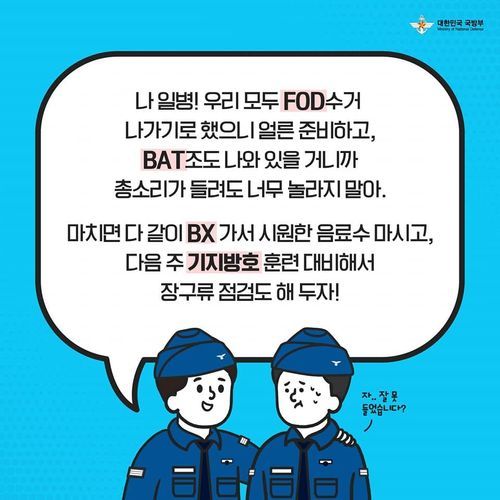 대한민국 국방부
Ministry of National Defense
나 일병! 우리 모두 FOD수거
나가기로 했으니 얼른 준비하고,
BAT조도 나와 있을 거니까
총소리가 들려도 너무 놀라지 말아.
마치면 다 같이 BX 가서 시원한 음료수 마시고,
다음 주 기지방호 훈련 대비해서
장구류 점검도 해 두자!
자.. 잘 못
들었습니다?